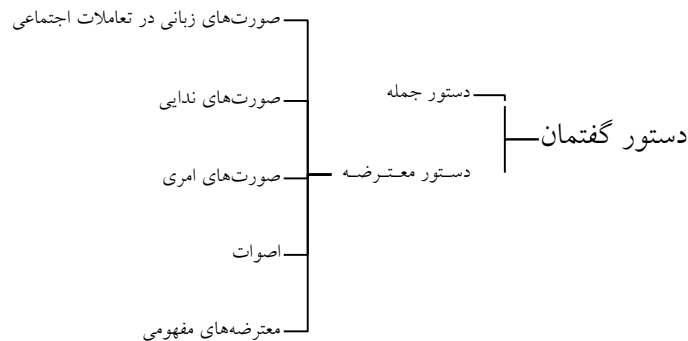 دستور گفتمان
دستور جمله
دستور معترضه
صورت‌های زبانی در تعاملات اجتماعی
صورت‌های ندایی
صورت‌های امری
اصوات
معترضه‌های مفهومی